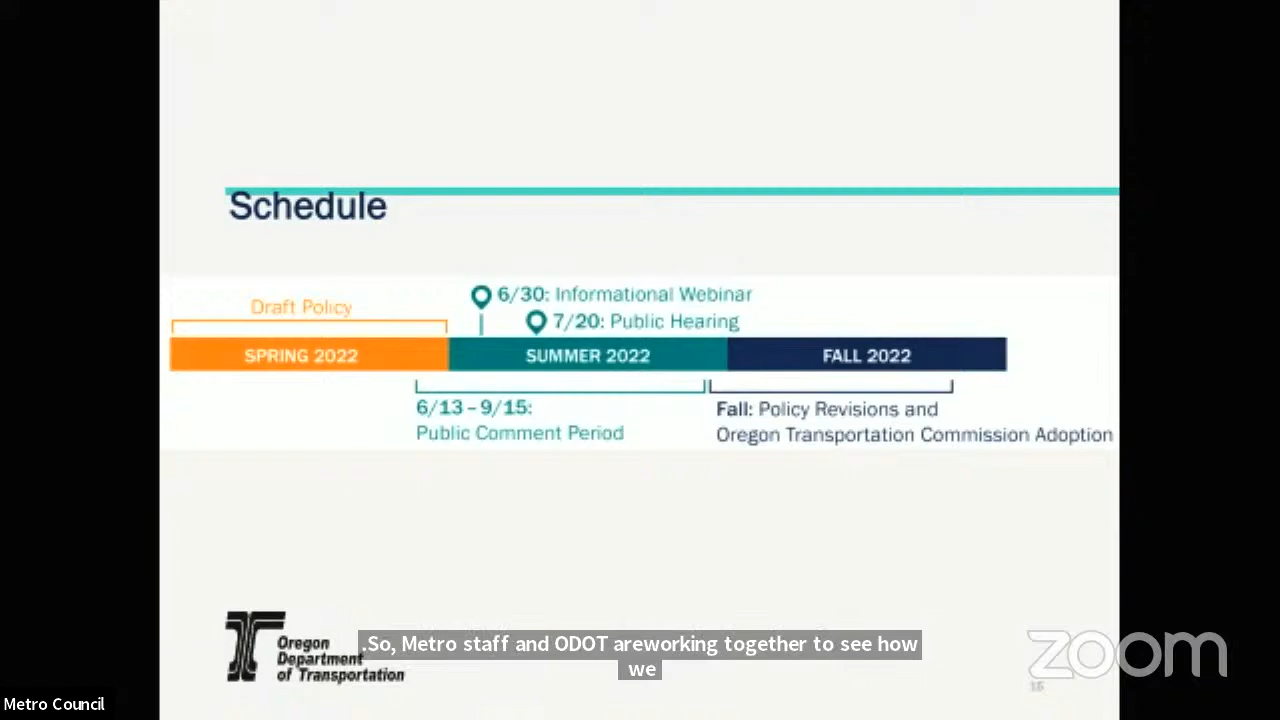 Schedule
Draft Policy
6/30: Informational Webinar
7/20: Public Hearing
SPRING 2022
SUMMER 2022
FALL 2022
6/13 – 9/15:
Public Comment Period
Fall: Policy Revisions and
Oregon Transportation Commission Adoption
Oregon
Department
of Transportation
.So, Metro staff and ODOT areworking together to see how
we
zoom
15
Metro Council